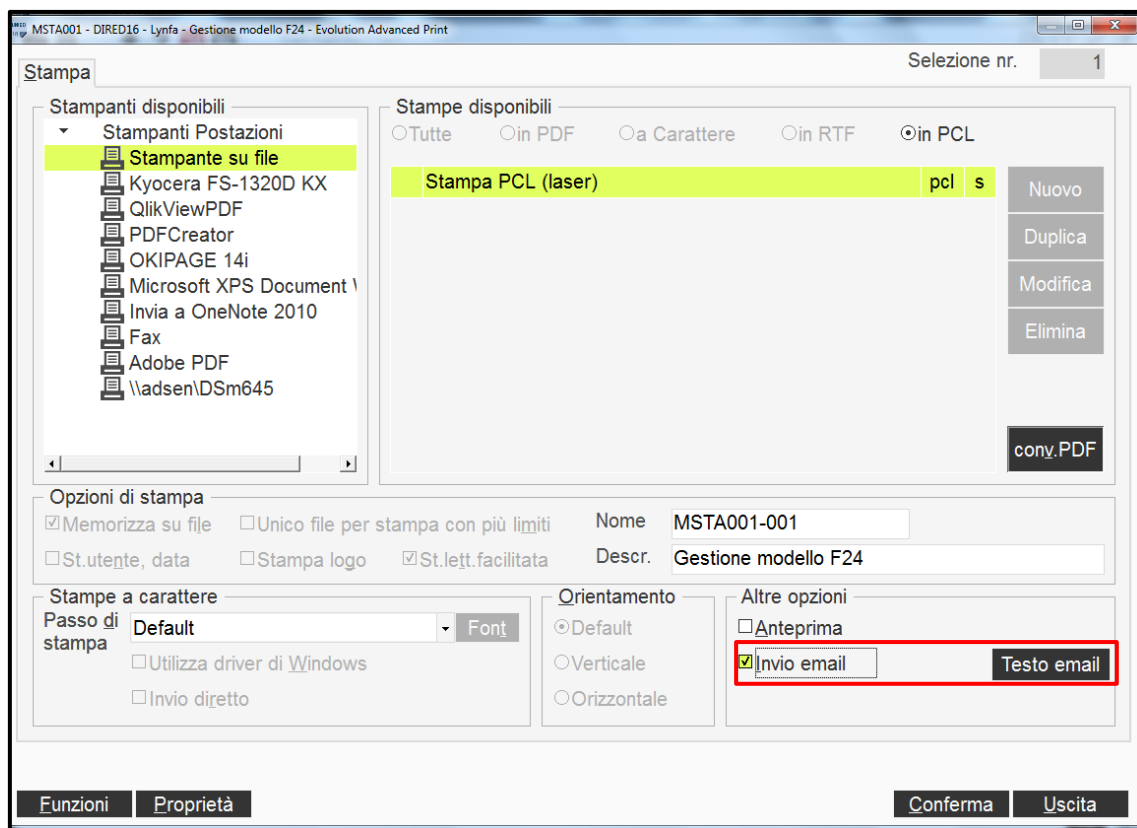 MSTA001 - DIRED16 - Lynfa - Gestione modello F24 - Evolution Advanced Print
Selezione nr. 1
Stampa
Stampanti disponibili
Stampanti Postazioni
Stampante su file
Kyocera FS-1320D KX
QlikViewPDF
PDFCreator
OKIPAGE 14i
Microsoft XPS Document
Invia a OneNote 2010
Fax
Adobe PDF
\\adsen\DSm645
Stampe disponibili
Tutte in PDF a Carattere in RTF in PCL
Stampa PCL (laser) pcl s
Nuovo
Duplica
Modifica
Elimina
conv.PDF
Opzioni di stampa
Memorizza su file Unico file per stampa con più limiti Nome MSTA001-001
St.utente, data Stampa logo St.lett.facilitata Descr. Gestione modello F24
Stampe a carattere
Passo di stampa Default Font
Utilizza driver di Windows
Invio diretto
Orientamento
Default
Verticale
Orizzontale
Altre opzioni
Anteprima
Invio email Testo email
Funzioni Proprietà Conferma Uscita